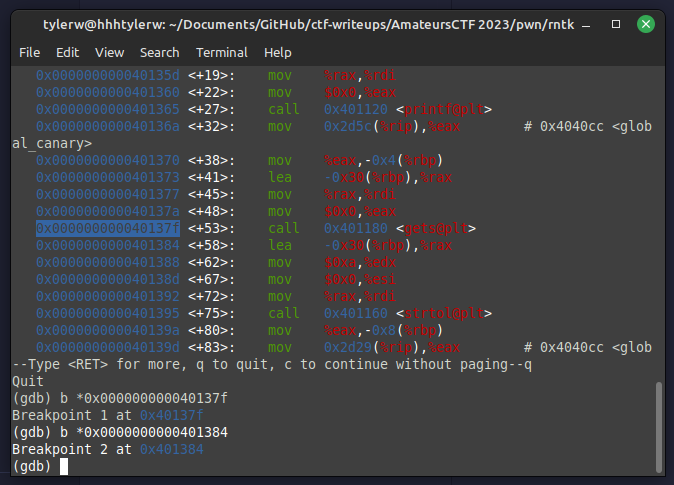 tylerw@hhhtylerw: ~/Documents/GitHub/ctf-writeups/AmateursCTF 2023/pwn/rntk
File Edit View Search Terminal Help
0x000000000040135d <+19>: mov %rax,%rdi
0x0000000000401360 <+22>: mov $0x0,%eax
0x0000000000401365 <+27>: call 0x401120 <printf@plt>
0x000000000040136a <+32>: mov 0x2d5c(%rip),%eax # 0x4040cc <glob
al_canary>
0x0000000000401370 <+38>: mov %eax,-0x4(%rbp)
0x0000000000401373 <+41>: lea -0x30(%rbp),%rax
0x0000000000401377 <+45>: mov %rax,%rdi
0x000000000040137a <+48>: mov $0x0,%eax
0x000000000040137f <+53>: call 0x401180 <gets@plt>
0x0000000000401384 <+58>: lea -0x30(%rbp),%rax
0x0000000000401388 <+62>: mov $0xa,%edx
0x000000000040138d <+67>: mov $0x0,%esi
0x0000000000401392 <+72>: mov %rax,%rdi
0x0000000000401395 <+75>: call 0x401160 <strtol@plt>
0x000000000040139a <+80>: mov %eax,-0x8(%rbp)
0x000000000040139d <+83>: mov 0x2d29(%rip),%eax # 0x4040cc <glob
--Type <RET> for more, q to quit, c to continue without paging--q
Quit
(gdb) b *0x000000000040137f
Breakpoint 1 at 0x40137f
(gdb) b *0x0000000000401384
Breakpoint 2 at 0x401384
(gdb)